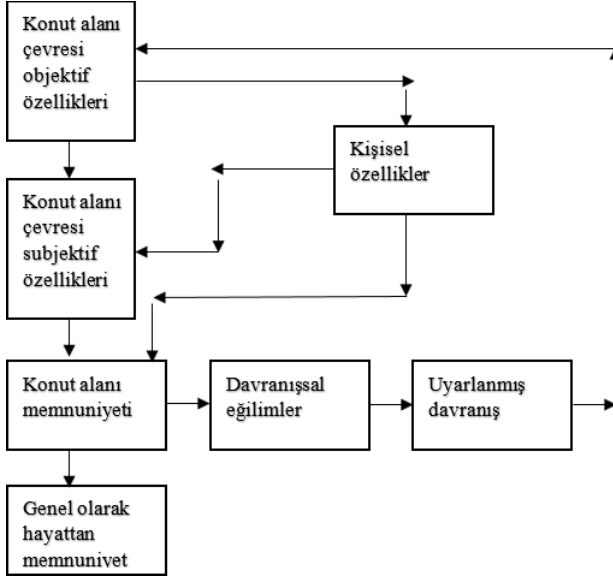 Konut alanı
çevresi
objektif
özellikleri
Kişisel
özellikler
Konut alanı
çevresi
subjektif
özellikleri
Konut alanı
memnuniyeti
Davranışsal
eğilimler
Uyarlanmış
davranış
Genel olarak
hayattan
memnuniyet